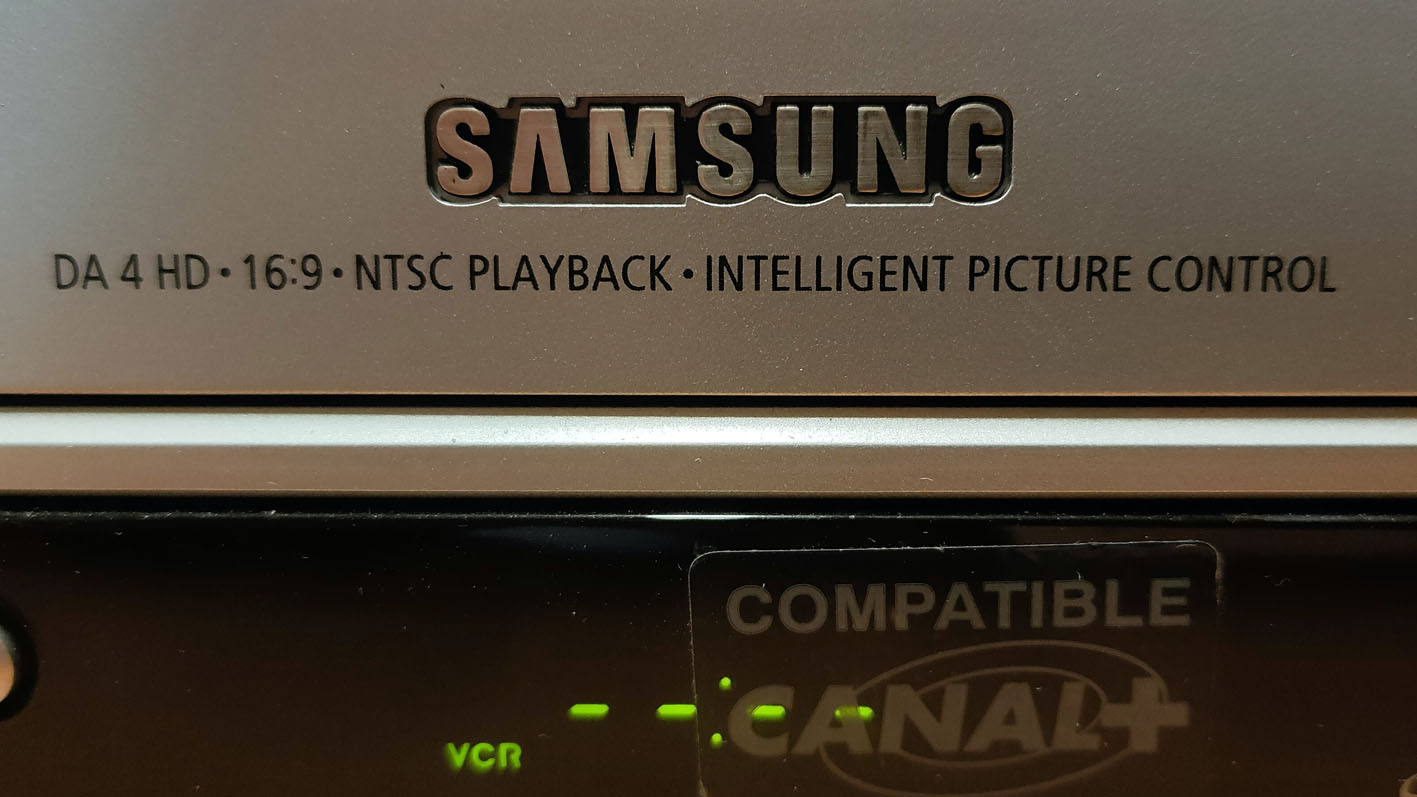 SAMSUNG
DA 4 HD • 16:9 • NTSC PLAYBACK • INTELLIGENT PICTURE CONTROL
COMPATIBLE
CANAL+
--:--
VCR